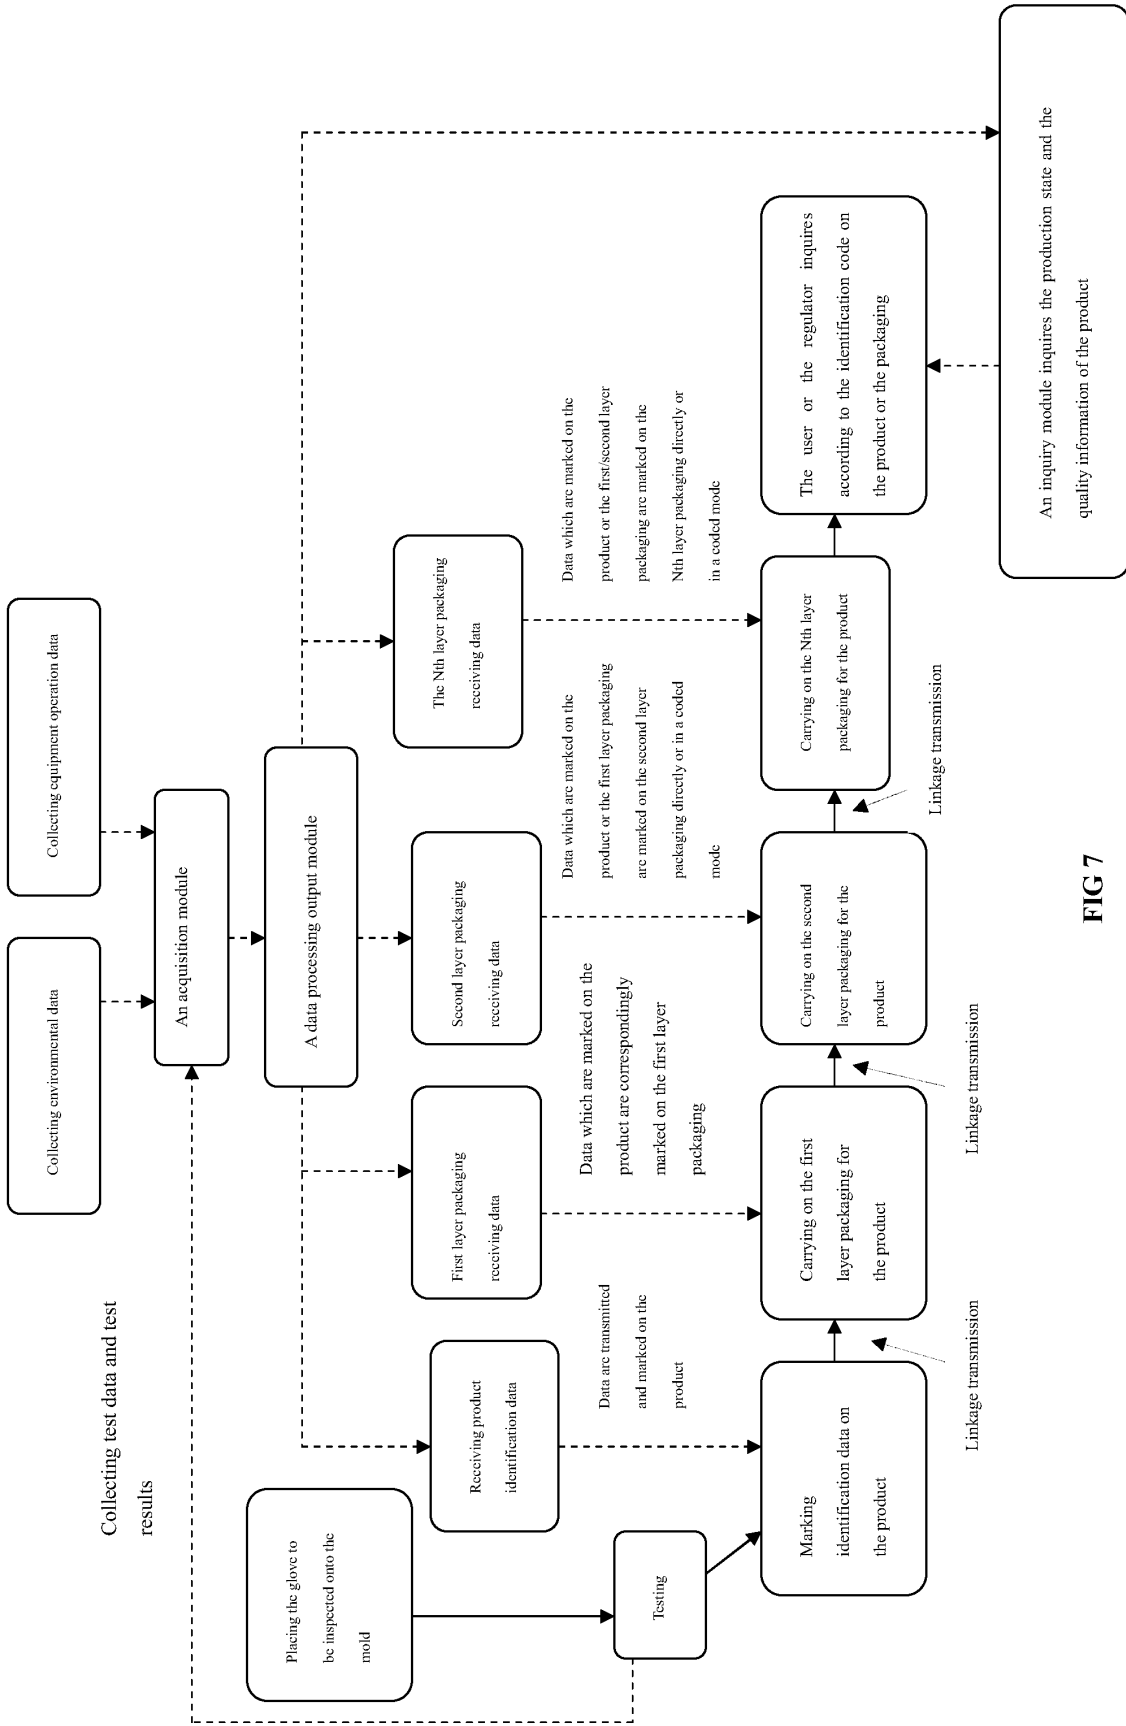 Collecting environmental data
Collecting equipment operation data
Collecting test data and test
results
An acquisition module
A data processing output module
Placing the glove to
be inspected onto the
mold
Receiving product
identification data
First layer packaging
receiving data
Second layer packaging
receiving data
The Nth layer packaging
receiving data
Testing
Data are transmitted
and marked on the
product
Data which are marked on the
product are correspondingly
marked on the first layer
packaging
Data which are marked on the
product or the first layer packaging
are marked on the second layer
packaging directly or in a coded
mode
Data which are marked on the
product or the first/second layer
packaging are marked on the
Nth layer packaging directly or
in a coded mode
Marking
identification data on
the product
Carrying on the first
layer packaging for
the product
Carrying on the second
layer packaging for the
product
Carrying on the Nth layer
packaging for the product
The user or the regulator inquires
according to the identification code on
the product or the packaging
Linkage transmission
Linkage transmission
Linkage transmission
An inquiry module inquires the production state and the
quality information of the product
FIG 7